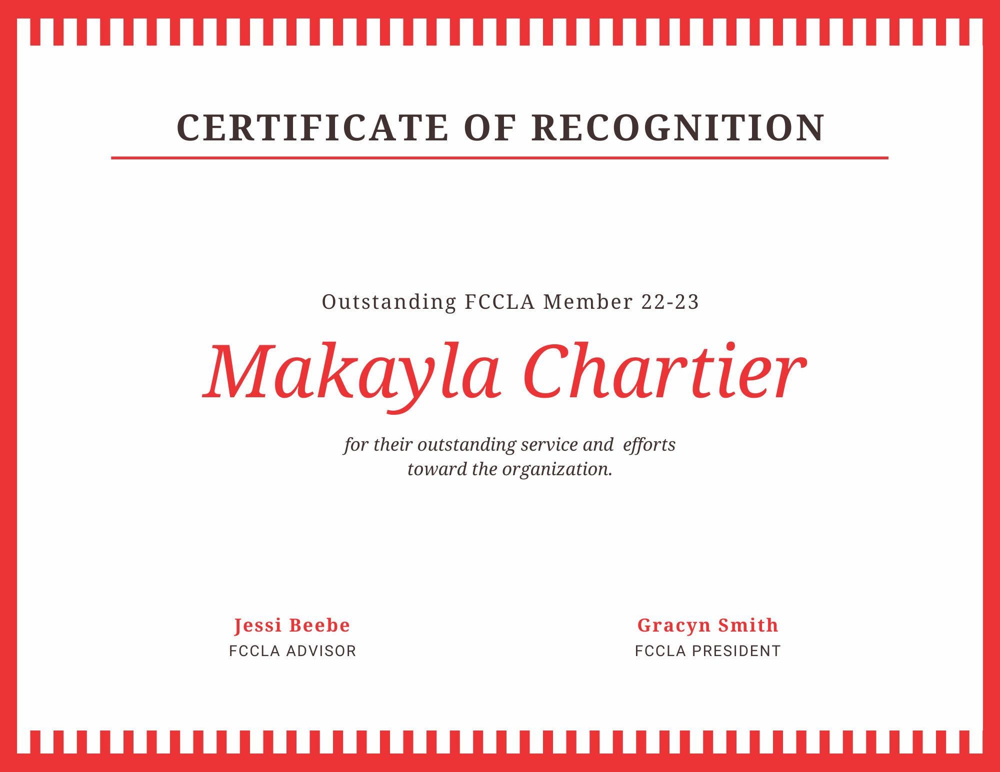 CERTIFICATE OF RECOGNITION
Outstanding FCCLA Member 22-23
Makayla Chartier
for their outstanding service and  efforts
toward the organization.
Jessi Beebe
FCCLA ADVISOR
Gracyn Smith
FCCLA PRESIDENT